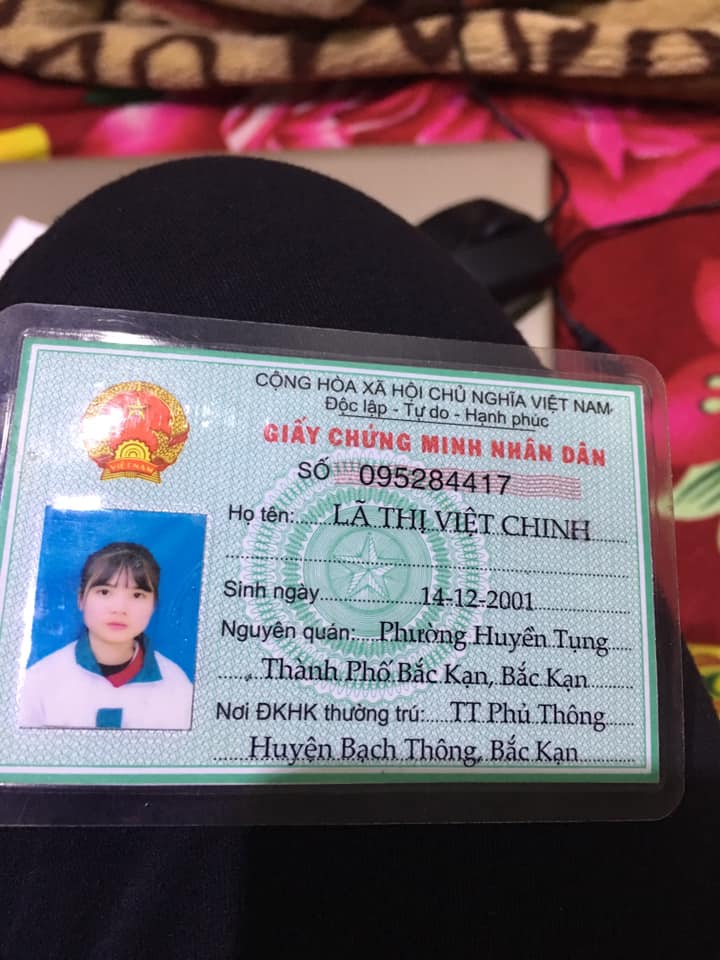 CỘNG HÒA XÃ HỘI CHỦ NGHĨA VIỆT NAM
Độc lập - Tự do - Hạnh phúc
GIẤY CHỨNG MINH NHÂN DÂN
SỐ 095284417
Họ tên: LÃ THỊ VIỆT CHINH
Sinh ngày 14-12-2001
Nguyên quán: Phường Huyền Tụng
Thành Phố Bắc Kạn, Bắc Kạn
Nơi ĐKHK thường trú: TT Phủ Thông
Huyện Bạch Thông, Bắc Kạn
VIỆT NAM